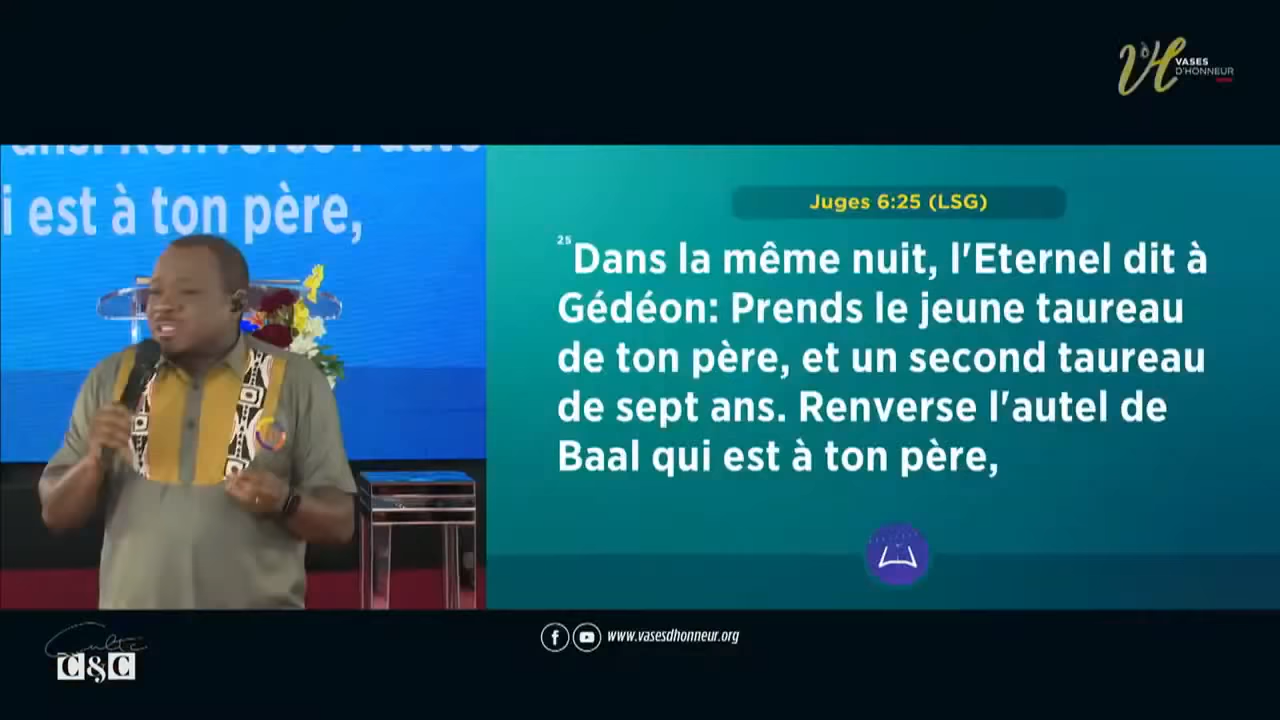 VASES
D'HONNEUR
i est à ton père,
Juges 6:25 (LSG)
25 Dans la même nuit, l'Eternel dit à
Gédéon: Prends le jeune taureau
de ton père, et un second taureau
de sept ans. Renverse l'autel de
Baal qui est à ton père,
Culte
C&C
www.vasesdhonneur.org